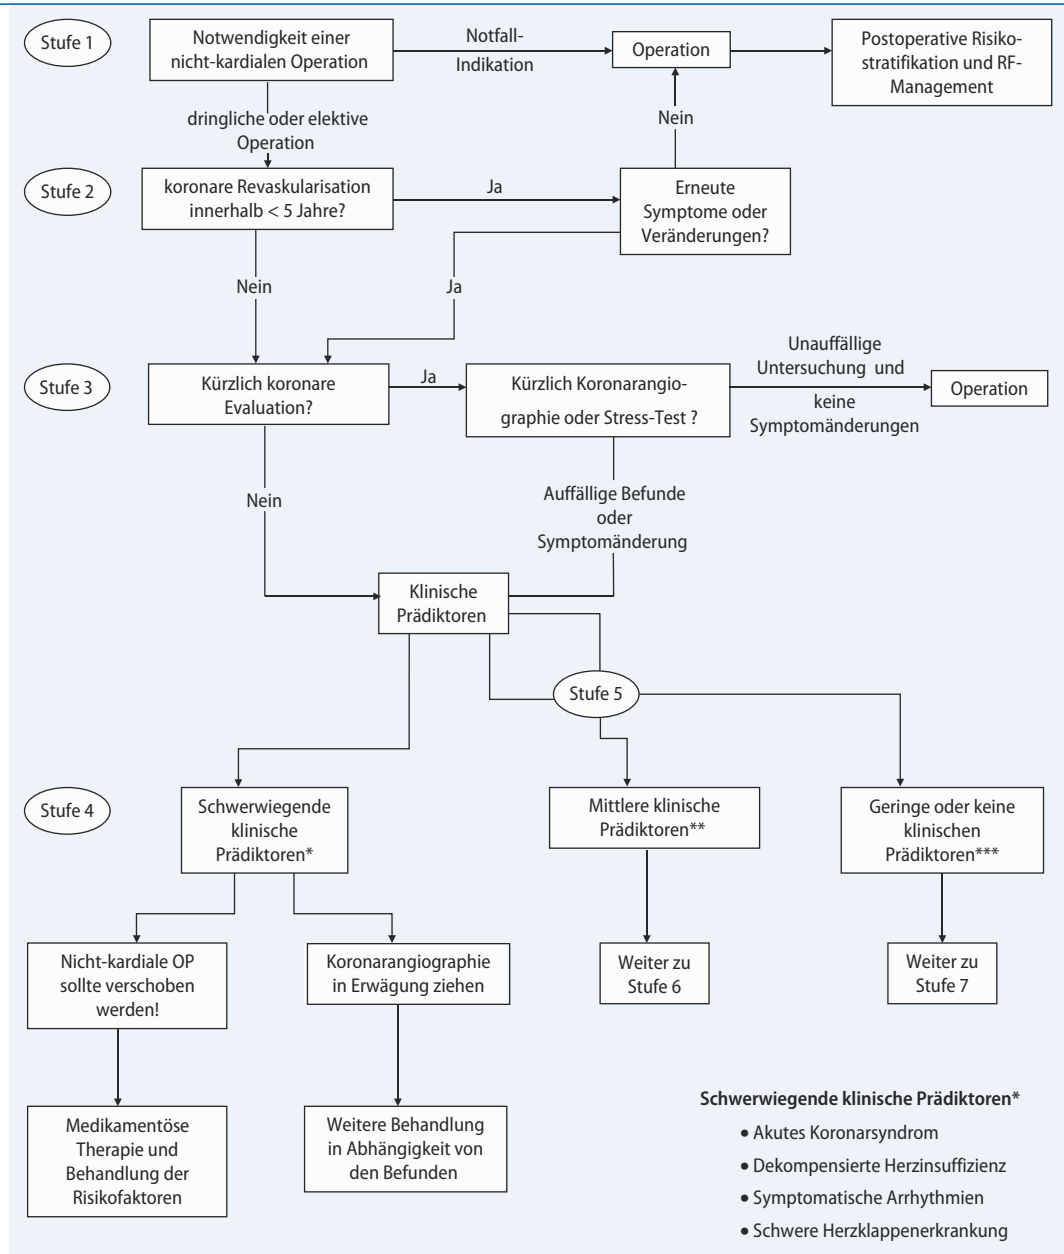 Stufe 1
Notwendigkeit einer
nicht-kardialen Operation
Notfall-
Indikation
Operation
Postoperative Risiko-
stratifikation und RF-
Management
dringliche oder elektive
Operation
Nein
Stufe 2
koronare Revaskularisation
innerhalb < 5 Jahre?
Ja
Erneute
Symptome oder
Veränderungen?
Nein
Ja
Stufe 3
Kürzlich koronare
Evaluation?
Ja
Kürzlich Koronarangio-
graphie oder Stress-Test ?
Unauffällige
Untersuchung und
keine
Symptomänderungen
Operation
Nein
Auffällige Befunde
oder
Symptomänderung
Klinische
Prädiktoren
Stufe 5
Stufe 4
Schwerwiegende
klinische
Prädiktoren*
Mittlere klinische
Prädiktoren**
Geringe oder keine
klinischen
Prädiktoren***
Nicht-kardiale OP
sollte verschoben
werden!
Koronarangiographie
in Erwägung ziehen
Weiter zu
Stufe 6
Weiter zu
Stufe 7
Medikamentöse
Therapie und
Behandlung der
Risikofaktoren
Weitere Behandlung
in Abhängigkeit von
den Befunden
Schwerwiegende klinische Prädiktoren*
• Akutes Koronarsyndrom
• Dekompensierte Herzinsuffizienz
• Symptomatische Arrhythmien
• Schwere Herzklappenerkrankung